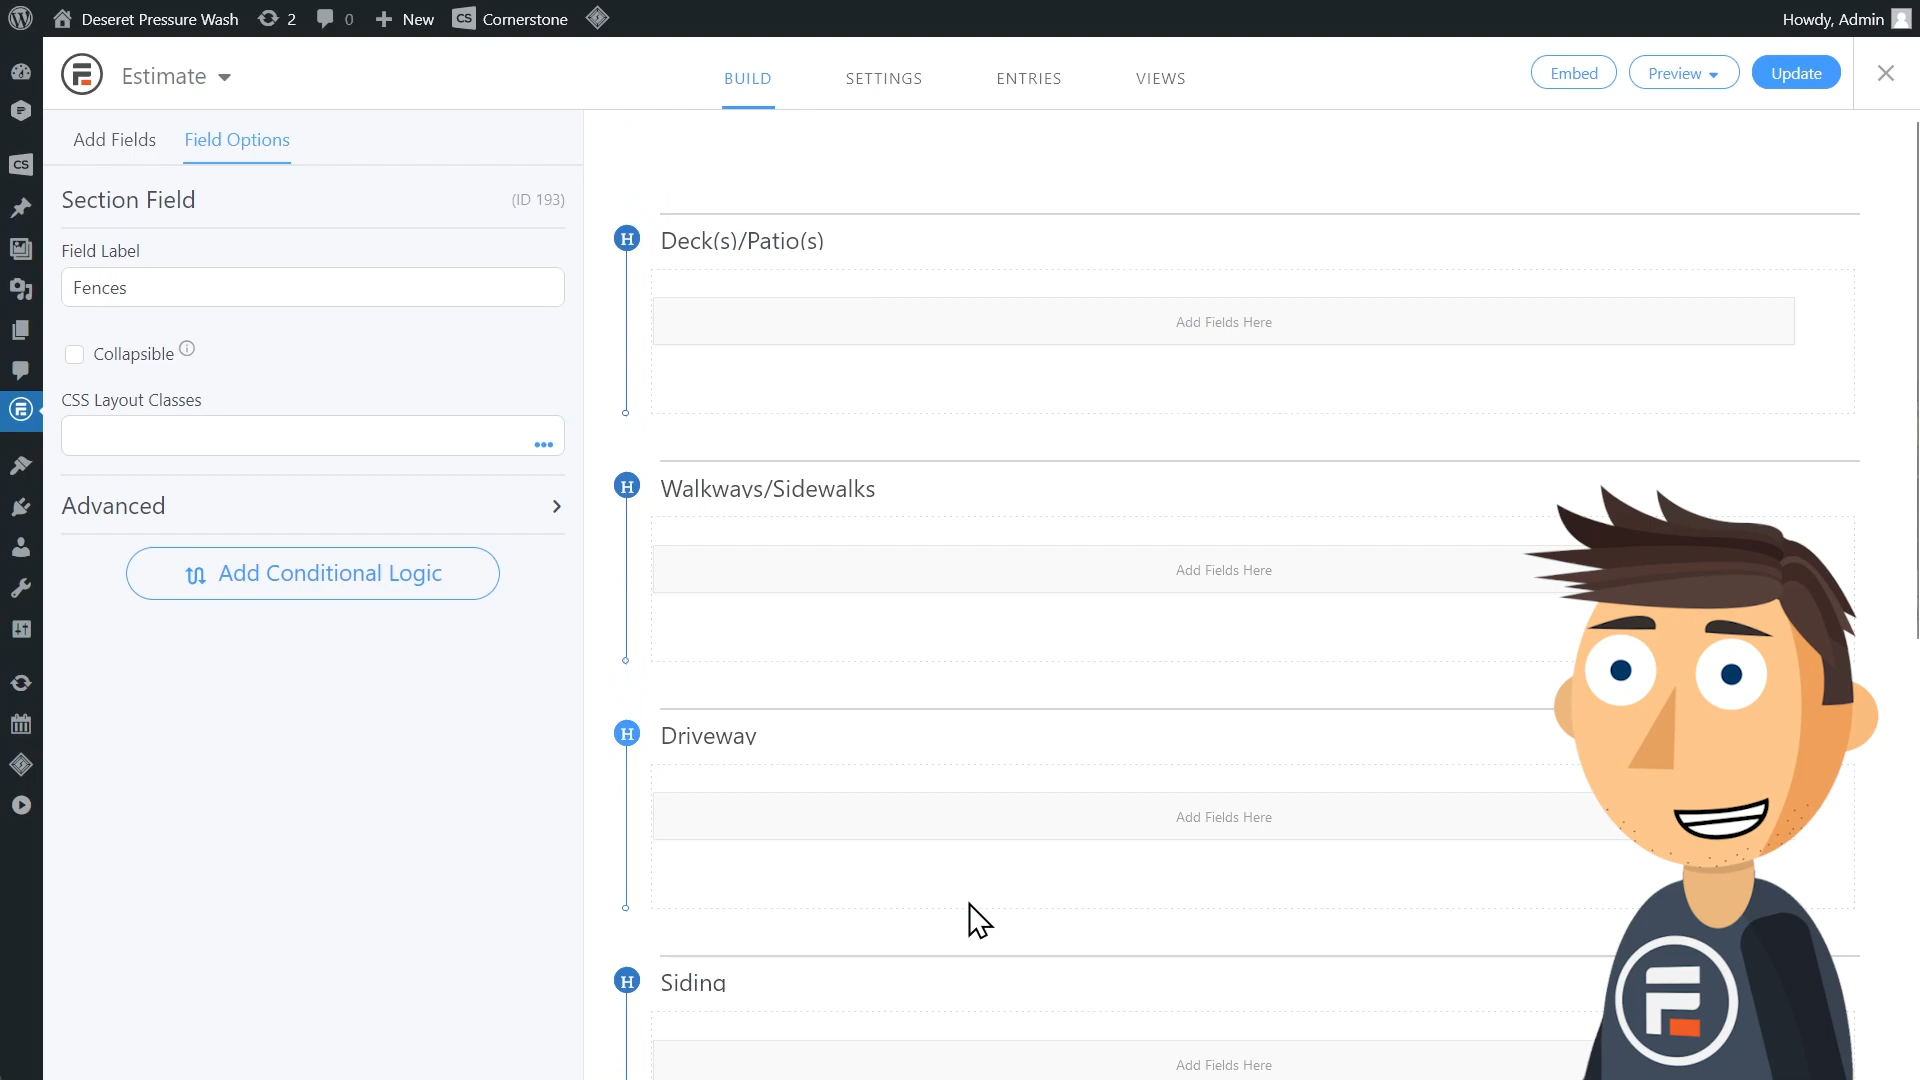 Deseret Pressure Wash 2 0 New CS Cornerstone Howdy, Admin
Estimate BUILD SETTINGS ENTRIES VIEWS Embed Preview Update
Add Fields Field Options
CS
Section Field (ID 193)
Field Label
Fences
Collapsible
CSS Layout Classes
Advanced
Add Conditional Logic
H Deck(s)/Patio(s)
Add Fields Here
H Walkways/Sidewalks
Add Fields Here
H Driveway
Add Fields Here
H Siding
Add Fields Here